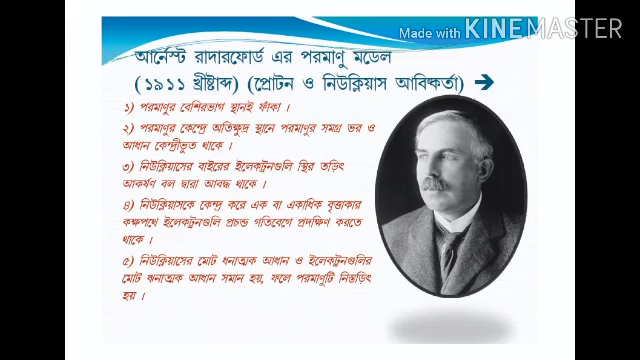 Made with KINEMASTER
আর্নেস্ট রাদারফোর্ড এর পরমাণু মডেল
(১৯১১ খ্রীষ্টাব্দ) (প্রোটন ও নিউক্লিয়াস আবিষ্কর্তা) →
১) পরমাণুর বেশিরভাগ স্থানই ফাঁকা ।
২) পরমাণুর কেন্দ্রে অতিক্ষুদ্র স্থানে পরমাণুর সমগ্র ভর ও
আধান কেন্দ্রীভূত থাকে ।
৩) নিউক্লিয়াসের বাইরের ইলেকট্রনগুলি স্থির তড়িৎ
আকর্ষণ বল দ্বারা আবদ্ধ থাকে ।
৪) নিউক্লিয়াসকে কেন্দ্র করে এক বা একাধিক বৃত্তাকার
কক্ষপথে ইলেকট্রনগুলি প্রচন্ড গতিবেগে প্রদক্ষিণ করতে
থাকে ।
৫) নিউক্লিয়াসের মোট ধনাত্মক আধান ও ইলেকট্রনগুলির
মোট ঋনাত্মক আধান সমান হয়, ফলে পরমাণুটি নিস্তড়িৎ
হয় ।